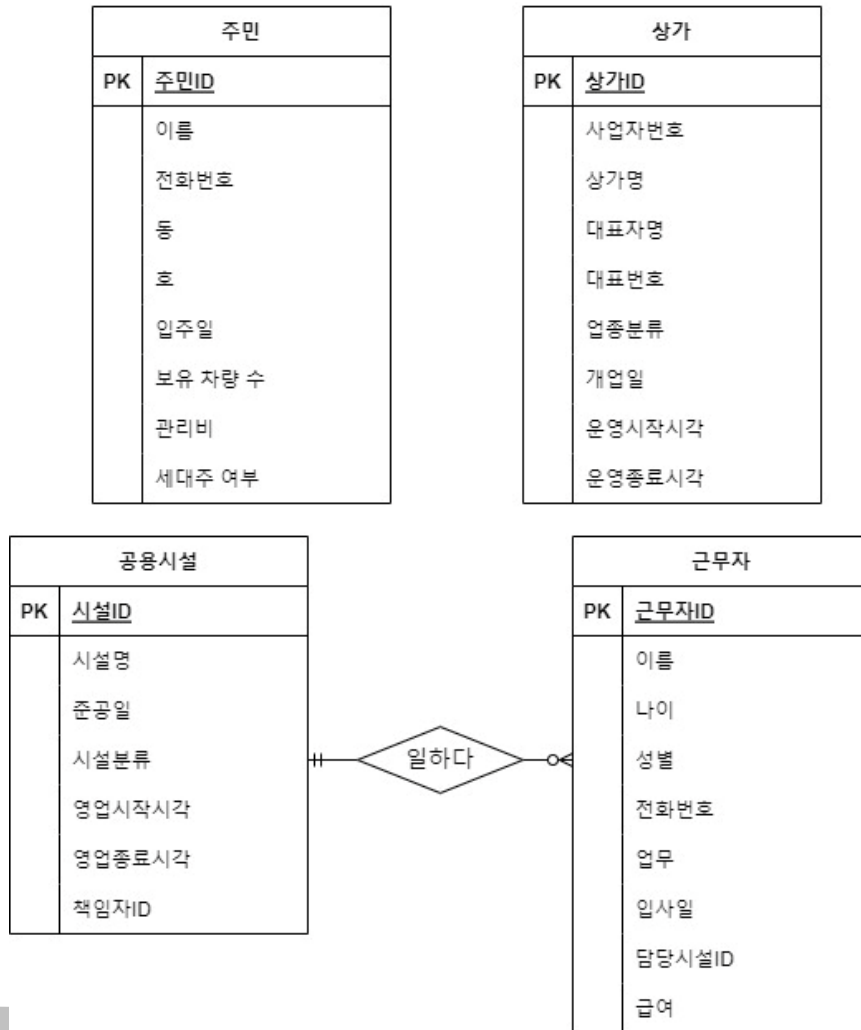 주민
PK 주민ID
이름
전화번호
동
호
입주일
보유 차량 수
관리비
세대주 여부
상가
PK 상가ID
사업자번호
상가명
대표자명
대표번호
업종분류
개업일
운영시작시각
운영종료시각
공용시설
PK 시설ID
시설명
준공일
시설분류
영업시작시각
영업종료시각
책임자ID
일하다
근무자
PK 근무자ID
이름
나이
성별
전화번호
업무
입사일
담당시설ID
급여